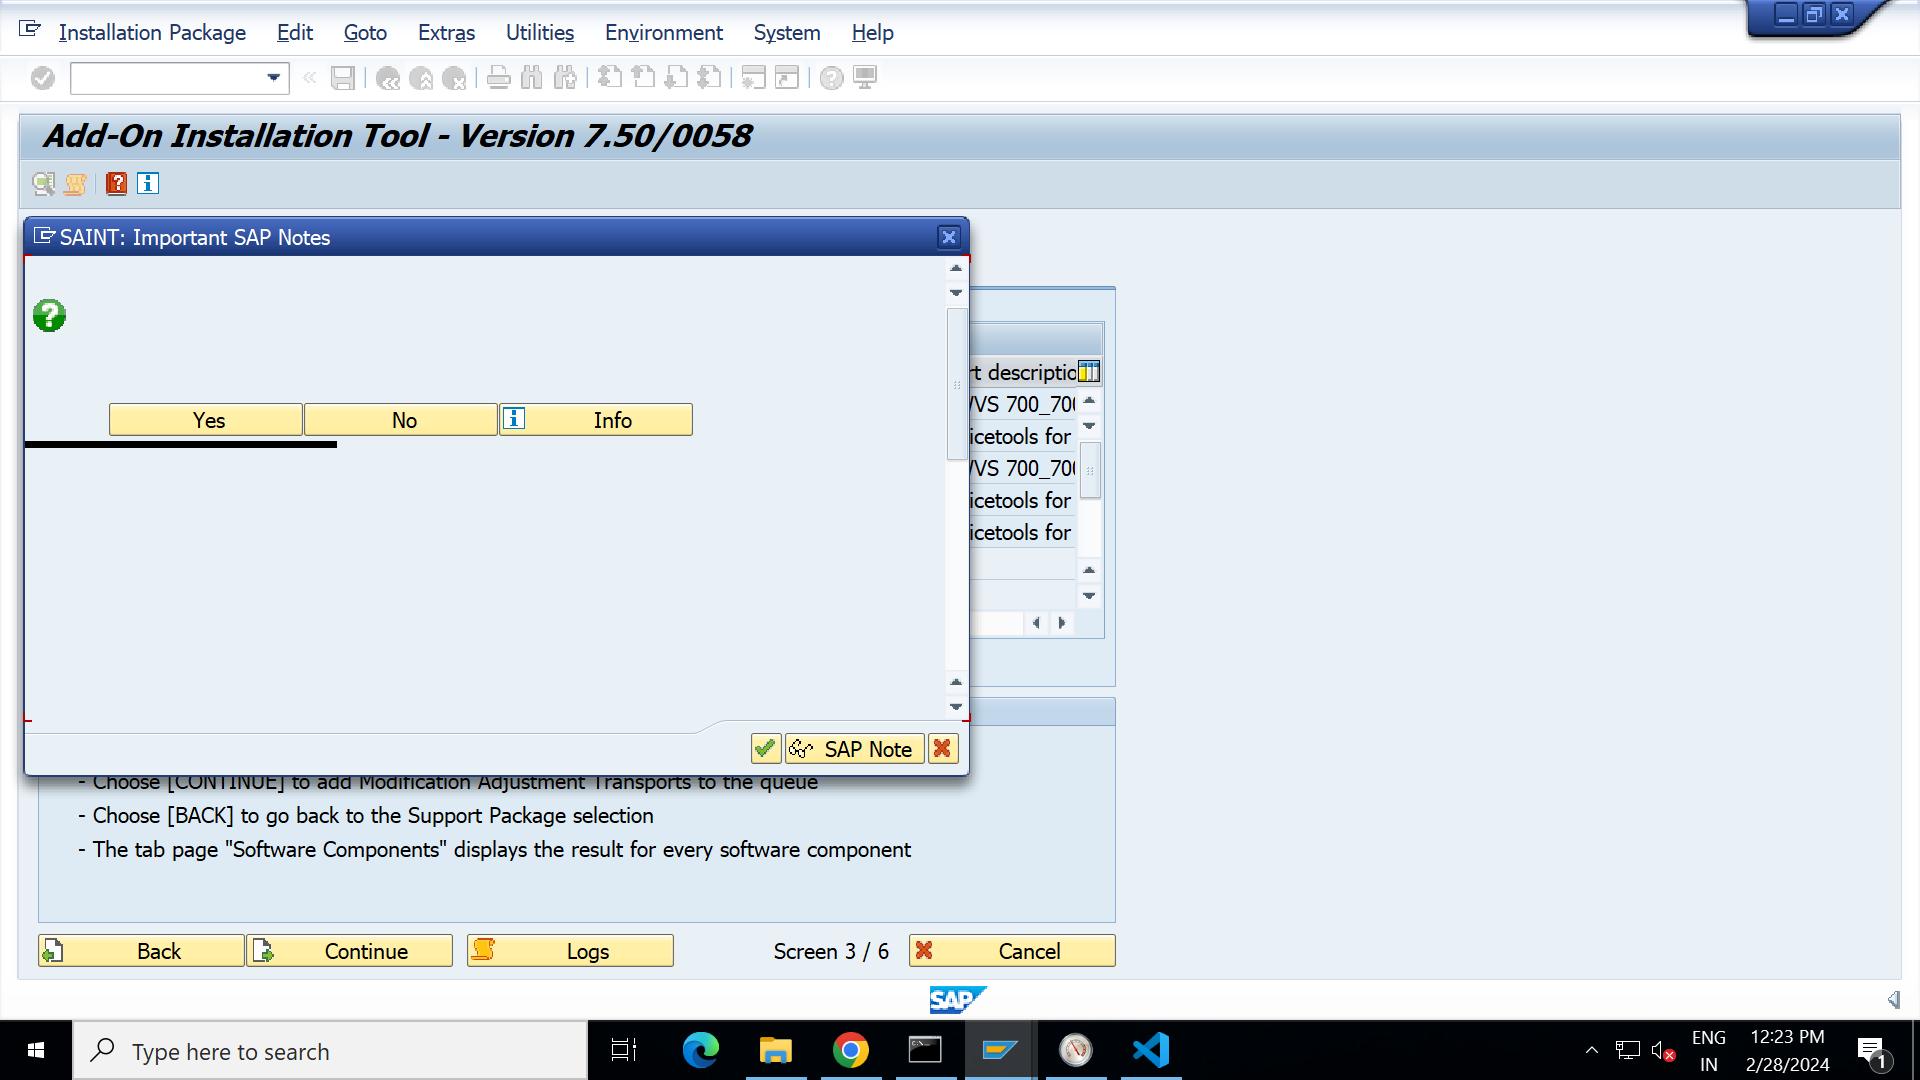 Installation Package Edit Goto Extras Utilities Environment System Help
Add-On Installation Tool - Version 7.50/0058
SAINT: Important SAP Notes
Yes No Info
SAP Note
rt descriptio
VS 700_70
icetools for
VS 700_70
icetools for
icetools for
- Choose [CONTINUE] to add Modification Adjustment Transports to the queue
- Choose [BACK] to go back to the Support Package selection
- The tab page "Software Components" displays the result for every software component
Back Continue Logs Screen 3 / 6 Cancel
SAP
Type here to search
ENG
IN
12:23 PM
2/28/2024
1